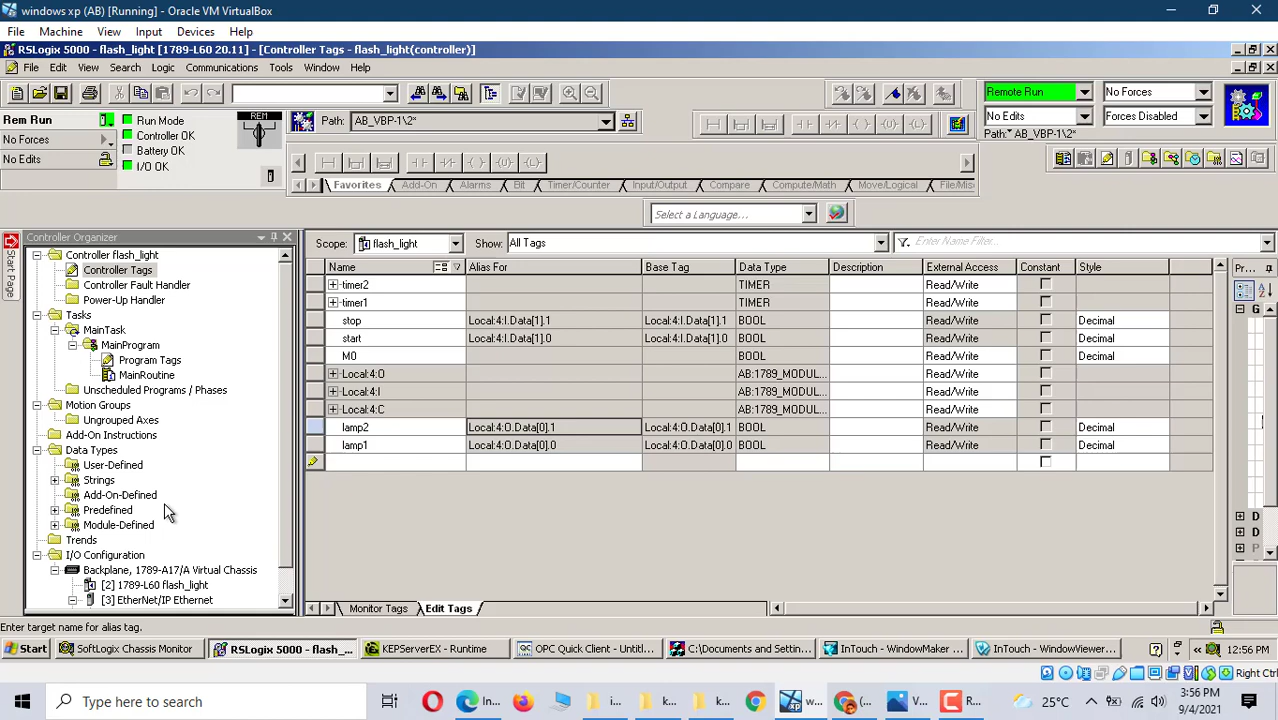 windows xp (AB) [Running] - Oracle VM VirtualBox
File Machine View Input Devices Help
RSLogix 5000 - flash_light [1789-L60 20.11] - [Controller Tags - flash_light(controller)]
File Edit View Search Logic Communications Tools Window Help
Remote Run No Forces
No Edits Forces Disabled
Path:* AB_VBP-1\2*
Rem Run Run Mode REM
No Forces Controller OK
No Edits Battery OK
I/O OK
Path: AB_VBP-1\2*
Favorites Add-On Alarms Bit Timer/Counter Input/Output Compare Compute/Math Move/Logical File/Misc
Select a Language...
Start Page
Controller Organizer
Controller flash_light
Controller Tags
Controller Fault Handler
Power-Up Handler
Tasks
MainTask
MainProgram
Program Tags
MainRoutine
Unscheduled Programs / Phases
Motion Groups
Ungrouped Axes
Add-On Instructions
Data Types
User-Defined
Strings
Add-On-Defined
Predefined
Module-Defined
Trends
I/O Configuration
Backplane, 1789-A17/A Virtual Chassis
[2] 1789-L60 flash_light
[3] EtherNet/IP Ethernet
Scope: flash_light Show: All Tags Enter Name Filter...
Name Alias For Base Tag Data Type Description External Access Constant Style
timer2 TIMER Read/Write
timer1 TIMER Read/Write
stop Local:4:I.Data[1].1 Local:4:I.Data[1].1 BOOL Read/Write Decimal
start Local:4:I.Data[1].0 Local:4:I.Data[1].0 BOOL Read/Write Decimal
M0 BOOL Read/Write Decimal
Local:4:O AB:1789_MODUL... Read/Write
Local:4:I AB:1789_MODUL... Read/Write
Local:4:C AB:1789_MODUL... Read/Write
lamp2 Local:4:O.Data[0].1 Local:4:O.Data[0].1 BOOL Read/Write Decimal
lamp1 Local:4:O.Data[0].0 Local:4:O.Data[0].0 BOOL Read/Write Decimal
Pr...
G
D
D
P
Monitor Tags Edit Tags
Enter target name for alias tag.
Start SoftLogix Chassis Monitor RSLogix 5000 - flash_... KEPServerEX - Runtime OPC Quick Client - Untitl... C:\Documents and Setting... InTouch - WindowMaker ... InTouch - WindowViewer... 12:56 PM
Right Ctrl
Type here to search In... i... k... k... w... (... V... R... 25°C 3:56 PM
9/4/2021